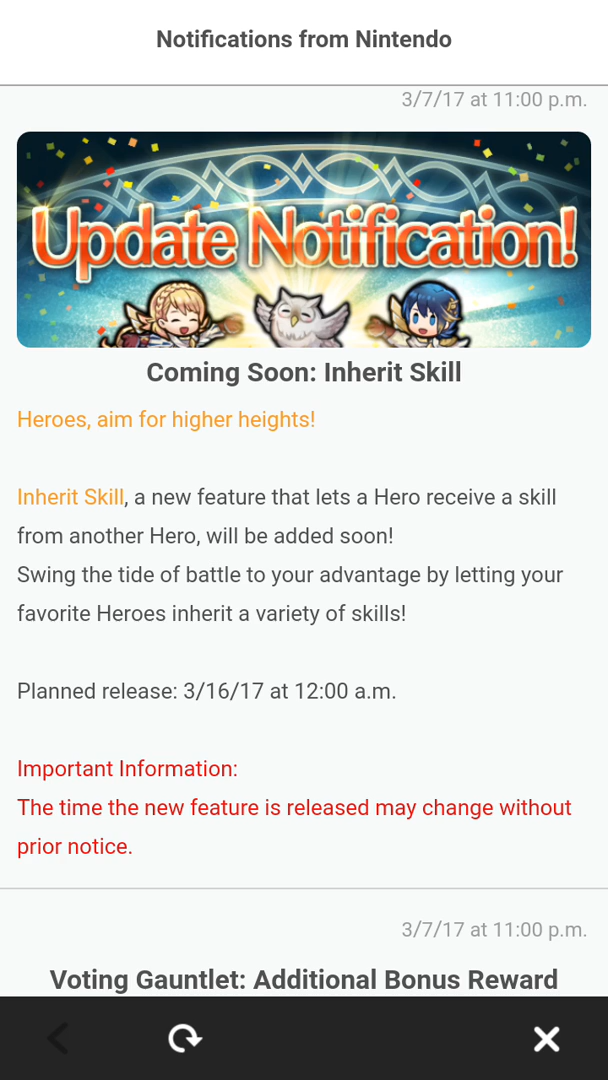 Notifications from Nintendo
3/7/17 at 11:00 p.m.
Update Notification!
Coming Soon: Inherit Skill
Heroes, aim for higher heights!
Inherit Skill, a new feature that lets a Hero receive a skill
from another Hero, will be added soon!
Swing the tide of battle to your advantage by letting your
favorite Heroes inherit a variety of skills!
Planned release: 3/16/17 at 12:00 a.m.
Important Information:
The time the new feature is released may change without
prior notice.
3/7/17 at 11:00 p.m.
Voting Gauntlet: Additional Bonus Reward